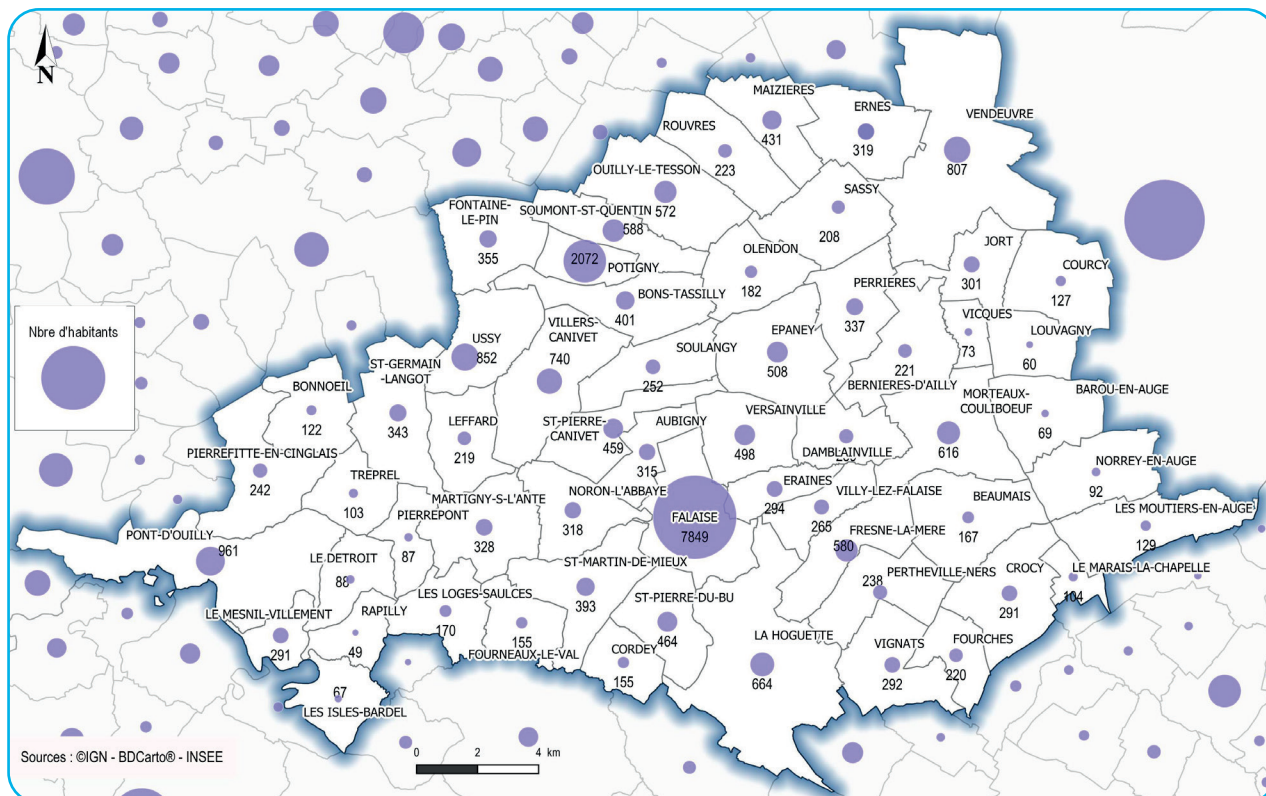 N
MAIZIERES
431
ERNES
319
VENDEUVRE
807
ROUVRES
223
OUILLY-LE-TESSON
572
SASSY
208
FONTAINE-
LE-PIN
355
SOUMONT-ST-QUENTIN
588
2072
POTIGNY
OLENDON
182
JORT
301
COURCY
127
BONS-TASSILLY
401
PERRIERES
337
VICQUES
73
LOUVAGNY
60
Nbre d'habitants
USSY
852
VILLERS-
CANIVET
740
SOULANGY
252
EPANEY
508
221
BERNIERES-D'AILLY
ST-GERMAIN
-LANGOT
343
BONNOEIL
122
LEFFARD
219
ST-PIERRE-
CANIVET
459
AUBIGNY
315
VERSAINVILLE
498
DAMBLAINVILLE
MORTEAUX-
COULIBOEUF
616
BAROU-EN-AUGE
69
PIERREFITTE-EN-CINGLAIS
242
TREPREL
103
MARTIGNY-S-L'ANTE
328
NORON-L'ABBAYE
318
FALAISE
7849
ERAINES
294
VILLY-LEZ-FALAISE
265
BEAUMAIS
167
NORREY-EN-AUGE
92
LES MOUTIERS-EN-AUGE
129
PONT-D'OUILLY
961
PIERREPONT
87
LE DETROIT
88
FRESNE-LA-MERE
580
PERTHEVILLE-NERS
238
CROCY
291
LE MARAIS-LA-CHAPELLE
104
ST-MARTIN-DE-MIEUX
393
LE MESNIL-VILLEMENT
291
RAPILLY
49
LES LOGES-SAULCES
170
155
FOURNEAUX-LE-VAL
ST-PIERRE-DU-BU
464
CORDEY
155
LA HOGUETTE
664
VIGNATS
292
FOURCHES
220
67
LES ISLES-BARDEL
Sources : ©IGN - BDCarto® - INSEE
0 2 4 km